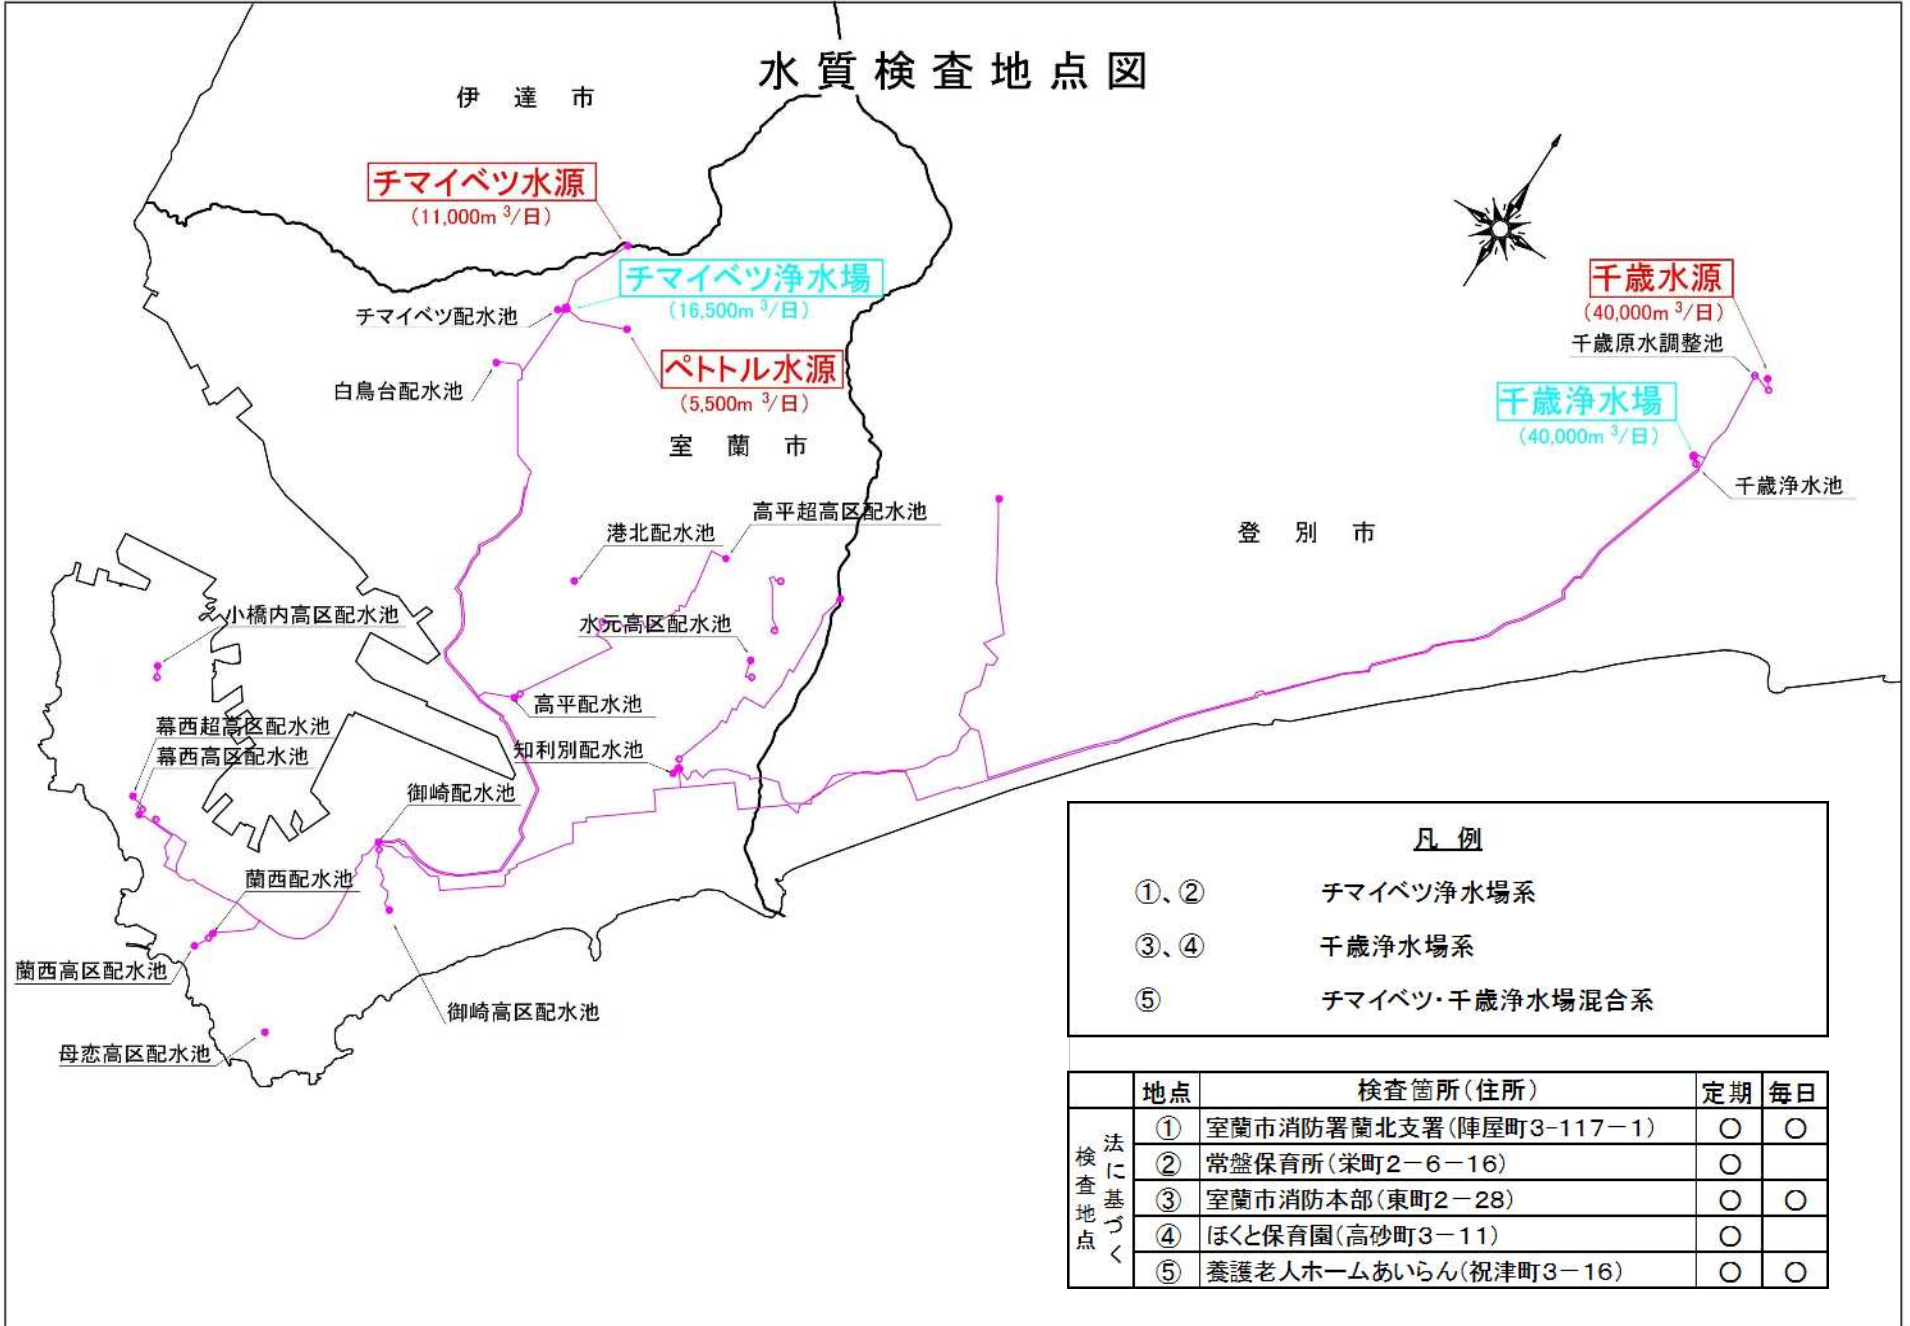 水質検査地点図
伊達市
チマイベツ水源
(11,000m³/日)
チマイベツ浄水場
(16,500m³/日)
チマイベツ配水池
ペトトル水源
(5,500m³/日)
白鳥台配水池
室蘭市
千歳水源
(40,000m³/日)
千歳原水調整池
千歳浄水場
(40,000m³/日)
千歳浄水池
登別市
高平超高区配水池
港北配水池
小橋内高区配水池
水元高区配水池
高平配水池
幕西超高区配水池
知利別配水池
幕西高区配水池
御崎配水池
蘭西配水池
蘭西高区配水池
御崎高区配水池
母恋高区配水池
凡例
①、② チマイベツ浄水場系
③、④ 千歳浄水場系
⑤ チマイベツ・千歳浄水場混合系
地点 検査箇所(住所) 定期 毎日
法に基づく
検査地点
① 室蘭市消防署蘭北支署(陣屋町3-117-1) ○ ○
② 常盤保育所(栄町2-6-16) ○
③ 室蘭市消防本部(東町2-28) ○ ○
④ ほくと保育園(高砂町3-11) ○
⑤ 養護老人ホームあいらん(祝津町3-16) ○ ○